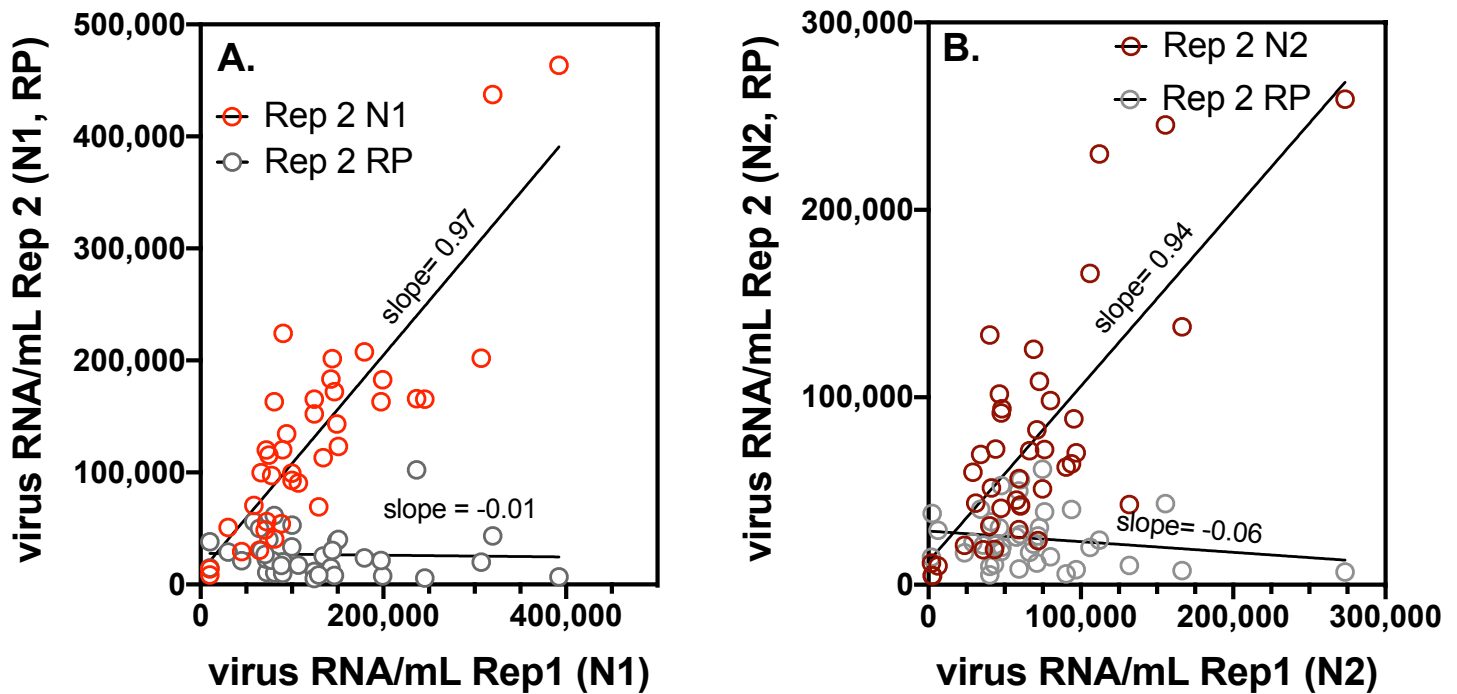 A.
Rep 2 N1
Rep 2 RP
slope= 0.97
slope = -0.01
500,000
400,000
300,000
200,000
100,000
0
0
200,000
400,000
virus RNA/mL Rep 2 (N1, RP)
virus RNA/mL Rep1 (N1)
B.
Rep 2 N2
Rep 2 RP
slope= 0.94
slope= -0.06
300,000
200,000
100,000
0
0
100,000
200,000
300,000
virus RNA/mL Rep 2 (N2, RP)
virus RNA/mL Rep1 (N2)